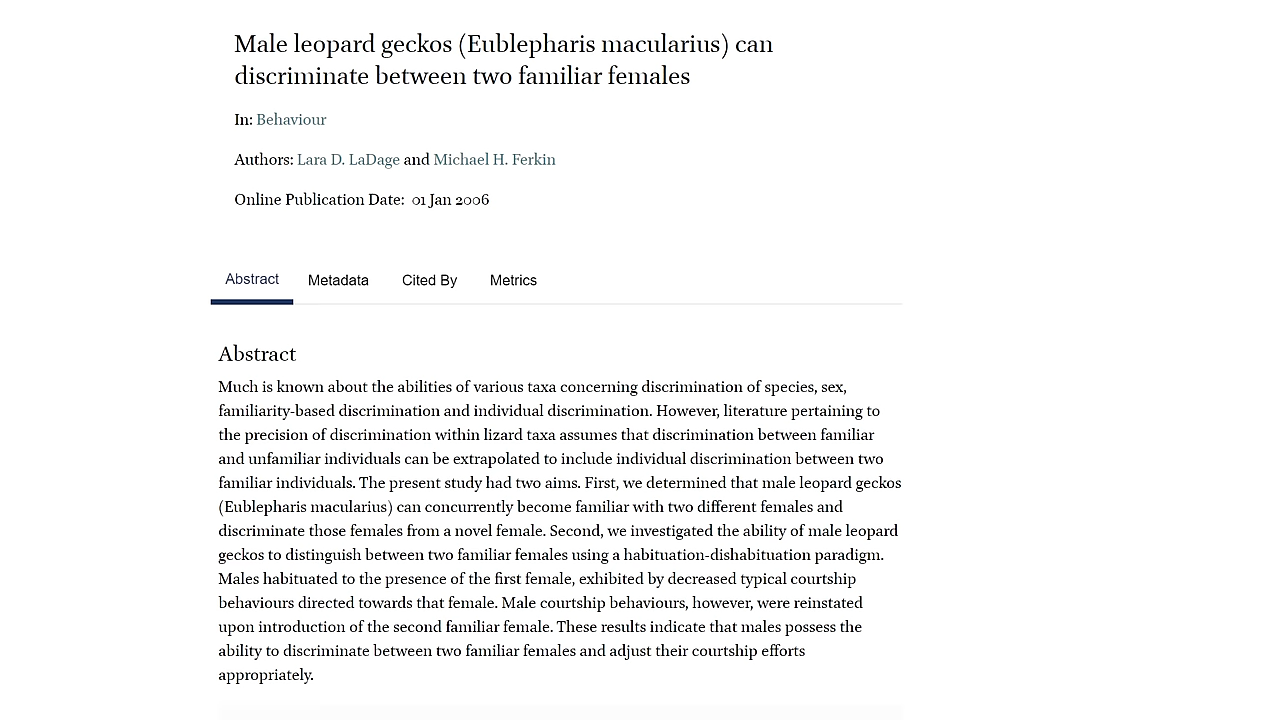 Male leopard geckos (Eublepharis macularius) can
discriminate between two familiar females
In: Behaviour
Authors: Lara D. LaDage and Michael H. Ferkin
Online Publication Date: 01 Jan 2006
Abstract Metadata Cited By Metrics
Abstract
Much is known about the abilities of various taxa concerning discrimination of species, sex,
familiarity-based discrimination and individual discrimination. However, literature pertaining to
the precision of discrimination within lizard taxa assumes that discrimination between familiar
and unfamiliar individuals can be extrapolated to include individual discrimination between two
familiar individuals. The present study had two aims. First, we determined that male leopard geckos
(Eublepharis macularius) can concurrently become familiar with two different females and
discriminate those females from a novel female. Second, we investigated the ability of male leopard
geckos to distinguish between two familiar females using a habituation-dishabituation paradigm.
Males habituated to the presence of the first female, exhibited by decreased typical courtship
behaviours directed towards that female. Male courtship behaviours, however, were reinstated
upon introduction of the second familiar female. These results indicate that males possess the
ability to discriminate between two familiar females and adjust their courtship efforts
appropriately.